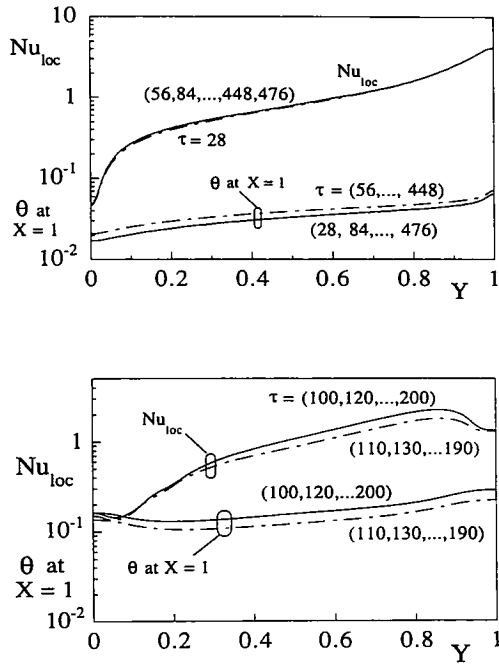 10
Nu_loc
1
(56,84,...,448,476)
Nu_loc
τ = 28
10^-1
θ at
X = 1
θ at X = 1
τ = (56,..., 448)
(28, 84,..., 476)
10^-2
0 0.2 0.4 0.6 0.8 1
Y
τ = (100,120,...,200)
Nu_loc
1
Nu_loc
(110,130,...190)
(100,120,...200)
10^-1
θ at
X = 1
θ at X = 1
(110,130,...,190)
10^-2
0 0.2 0.4 0.6 0.8 1
Y